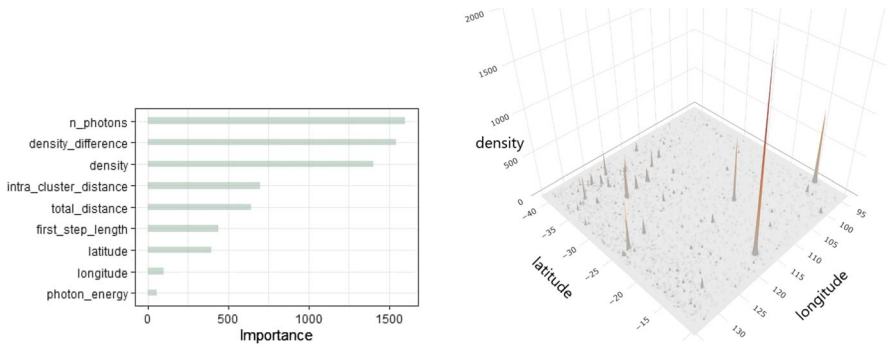 n_photons
density_difference
density
intra_cluster_distance
total_distance
first_step_length
latitude
longitude
photon_energy
0 500 1000 1500
Importance
2000
1500
1000
500
0
density
−40
−35
−30
−25
−20
−15
latitude
95
100
105
110
115
120
125
130
longitude